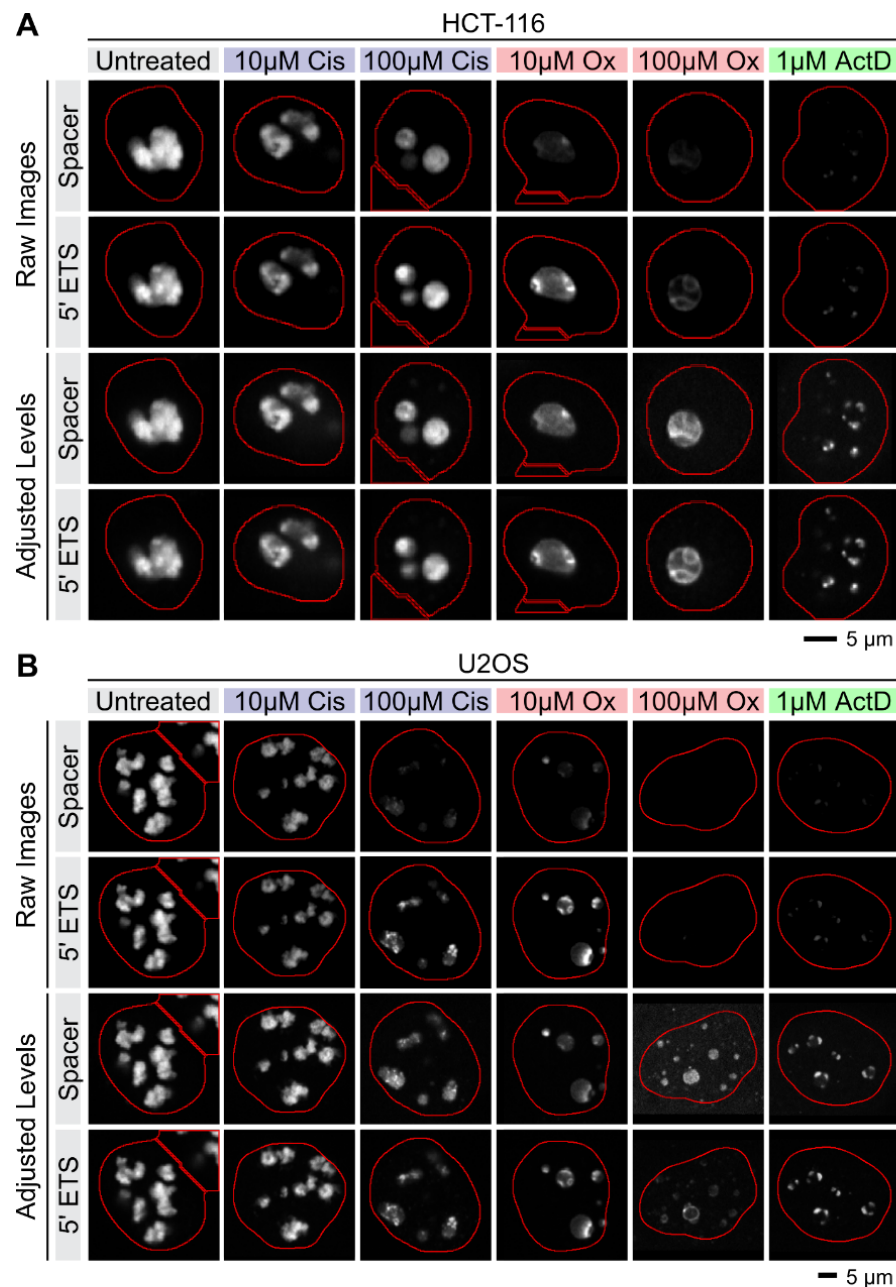 A
HCT-116
Untreated 10µM Cis 100µM Cis 10µM Ox 100µM Ox 1µM ActD
Raw Images
Spacer
5' ETS
Adjusted Levels
Spacer
5' ETS
5 µm
B
U2OS
Untreated 10µM Cis 100µM Cis 10µM Ox 100µM Ox 1µM ActD
Raw Images
Spacer
5' ETS
Adjusted Levels
Spacer
5' ETS
5 µm